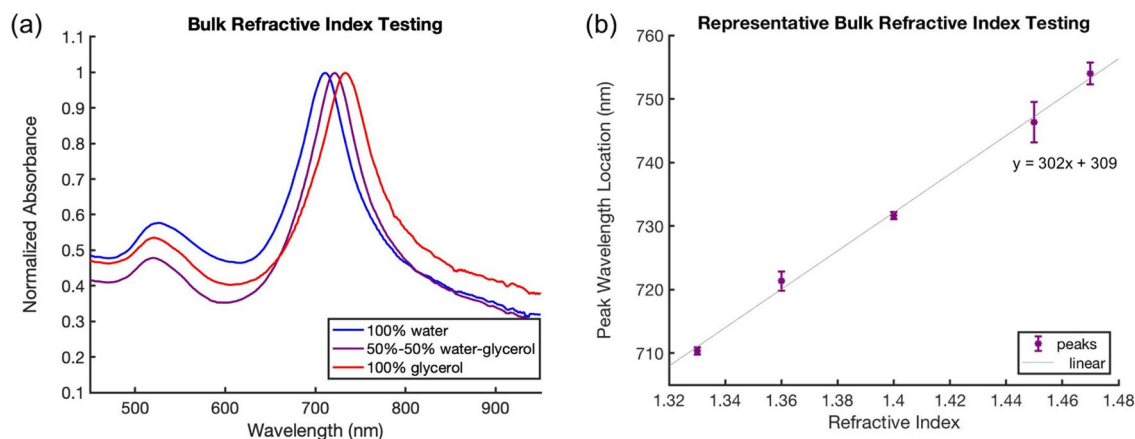 (a)
Bulk Refractive Index Testing
1.1
1
0.9
0.8
0.7
0.6
0.5
0.4
0.3
0.2
0.1
Normalized Absorbance
500
600
700
800
900
Wavelength (nm)
100% water
50%-50% water-glycerol
100% glycerol
(b)
Representative Bulk Refractive Index Testing
760
750
740
730
720
710
Peak Wavelength Location (nm)
y = 302x + 309
peaks
linear
1.32
1.34
1.36
1.38
1.4
1.42
1.44
1.46
1.48
Refractive Index